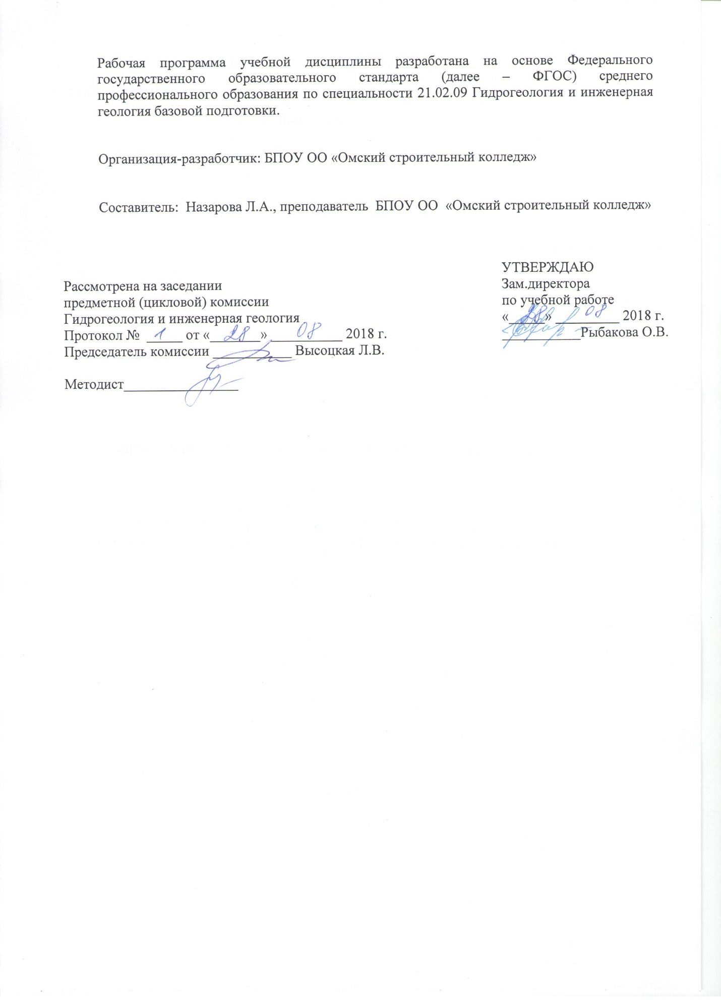 Рабочая программа учебной дисциплины разработана на основе Федерального
государственного образовательного стандарта (далее – ФГОС) среднего
профессионального образования по специальности 21.02.09 Гидрогеология и инженерная
геология базовой подготовки.
Организация-разработчик: БПОУ ОО «Омский строительный колледж»
Составитель: Назарова Л.А., преподаватель БПОУ ОО «Омский строительный колледж»
Рассмотрена на заседании
предметной (цикловой) комиссии
Гидрогеология и инженерная геология
Протокол № 1 от «28» 08 2018 г.
Председатель комиссии ___________ Высоцкая Л.В.
Методист________________
УТВЕРЖДАЮ
Зам.директора
по учебной работе
«28» 08 2018 г.
___________Рыбакова О.В.